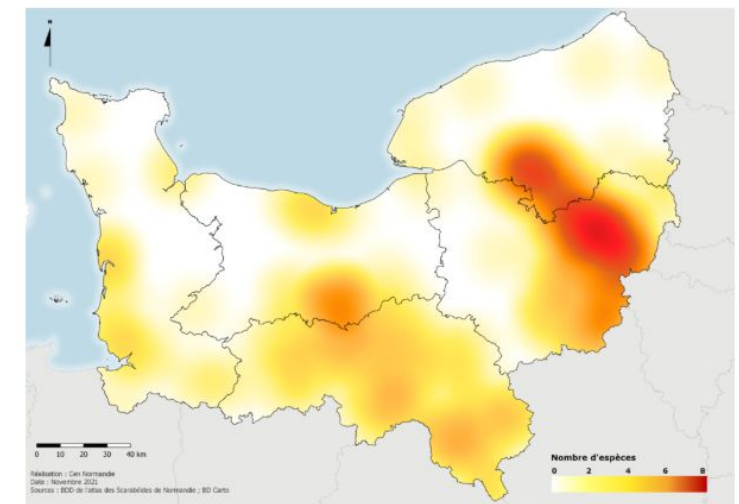 N
Nombre d'espèces
0 2 4 6 8
0 10 20 30 40 km
Réalisation : Cen Normandie
Date : Novembre 2021
Sources : BDD de l'atlas des Scarabéides de Normandie ; BD Carto